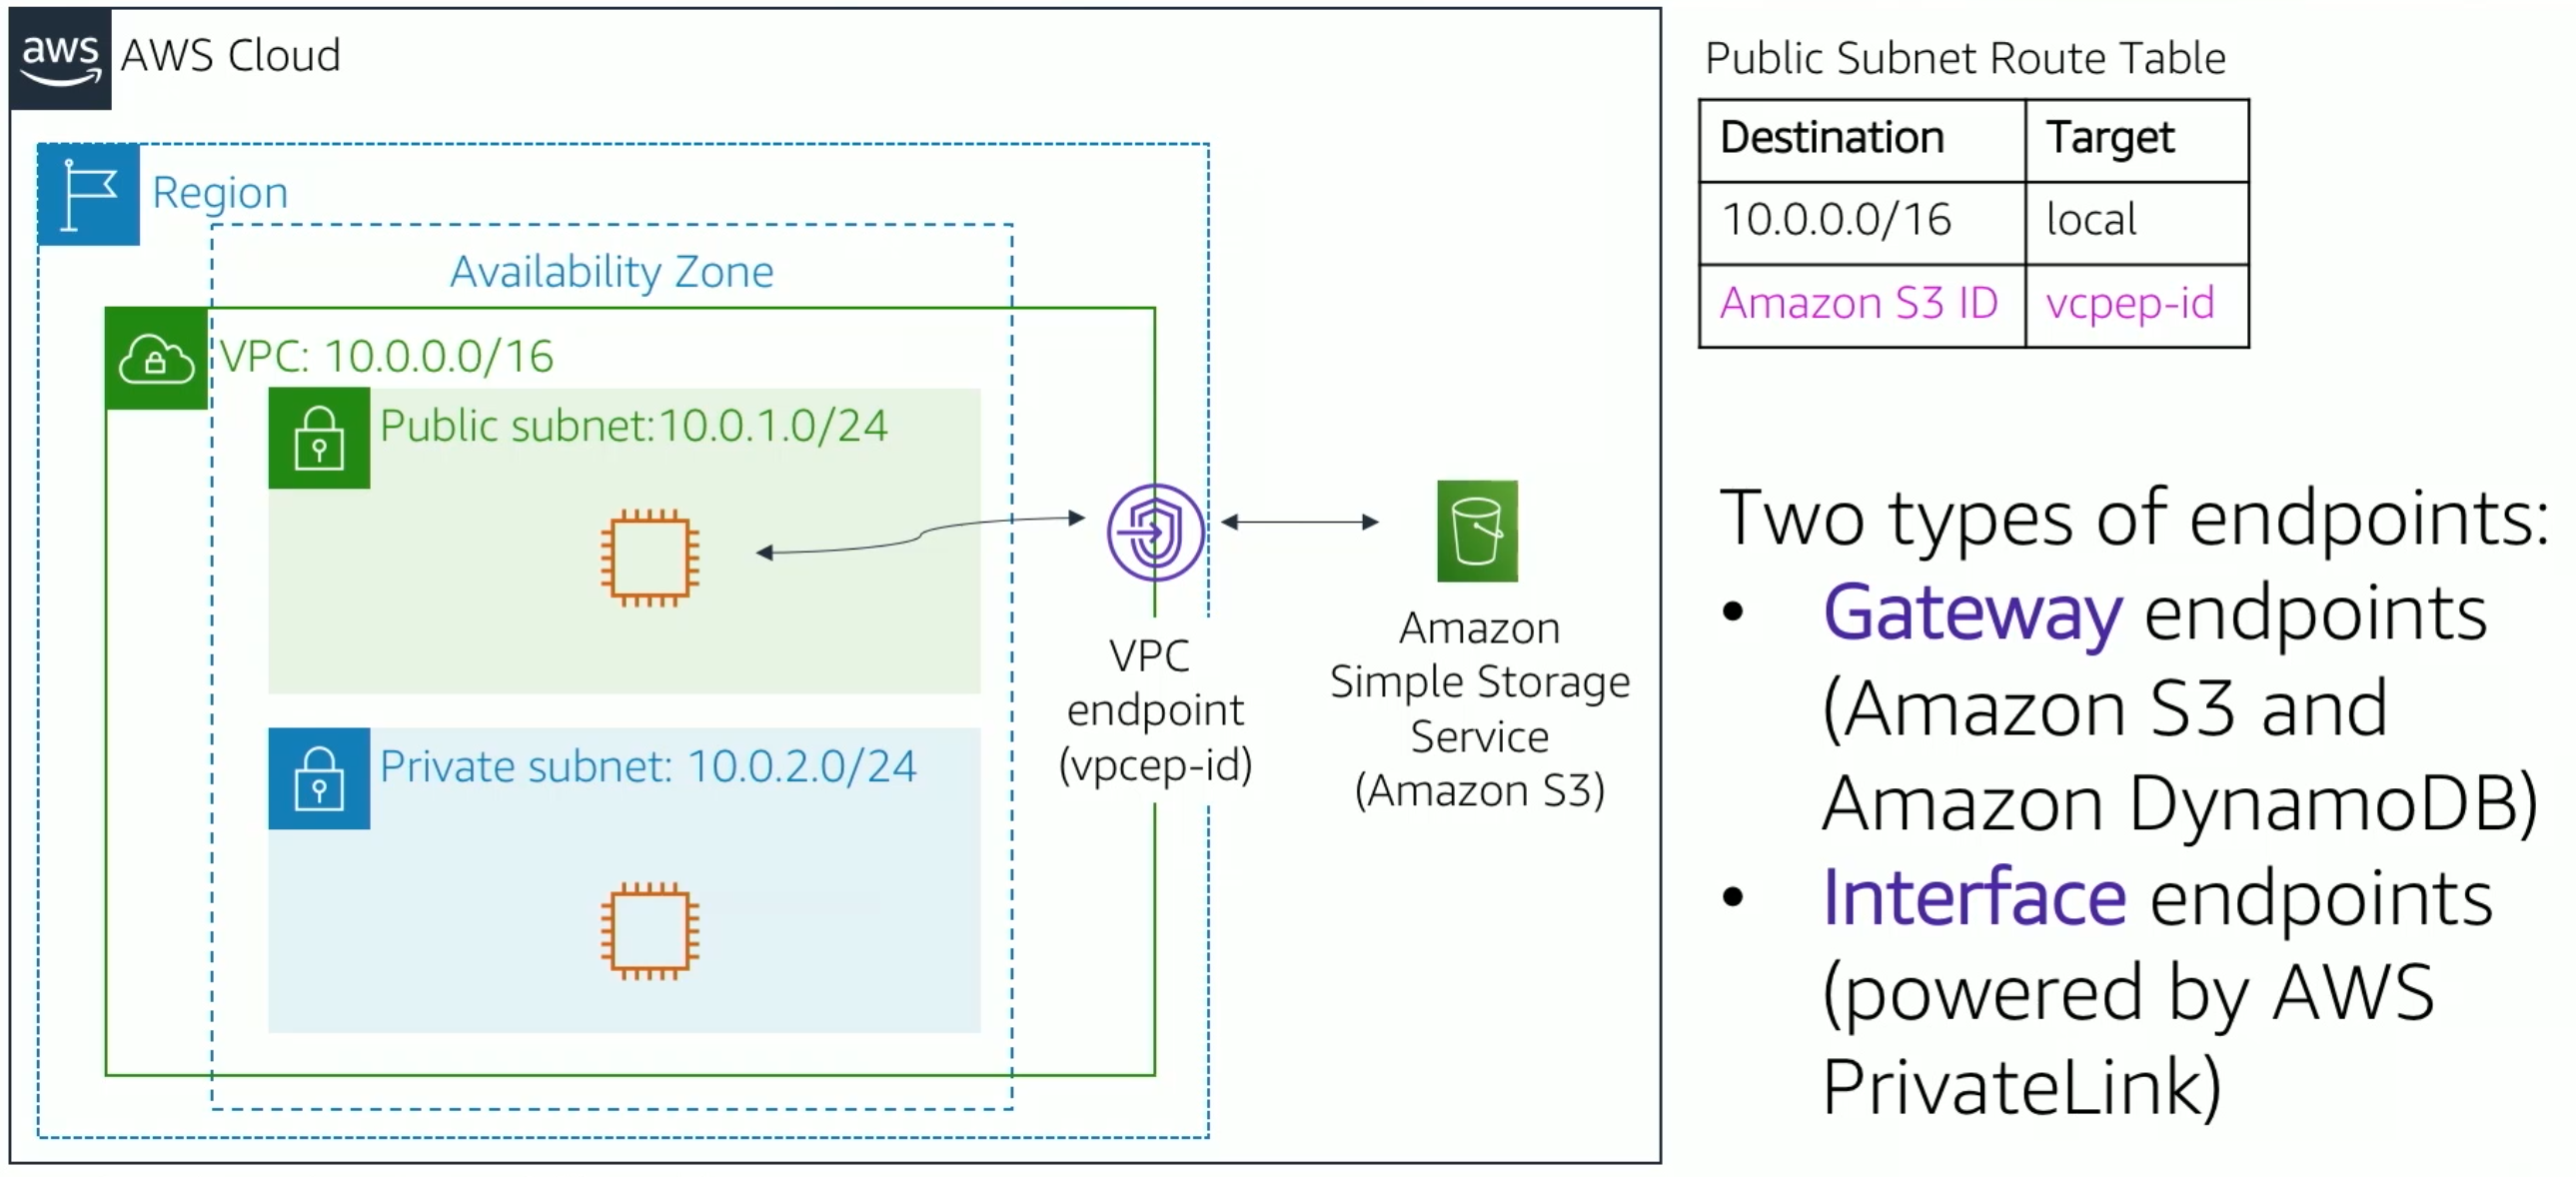 aws
AWS Cloud
Region
Availability Zone
VPC: 10.0.0.0/16
Public subnet:10.0.1.0/24
Private subnet: 10.0.2.0/24
VPC
endpoint
(vpcep-id)
Amazon
Simple Storage
Service
(Amazon S3)
Public Subnet Route Table
Destination Target
10.0.0.0/16 local
Amazon S3 ID vcpep-id
Two types of endpoints:
• Gateway endpoints
(Amazon S3 and
Amazon DynamoDB)
• Interface endpoints
(powered by AWS
PrivateLink)